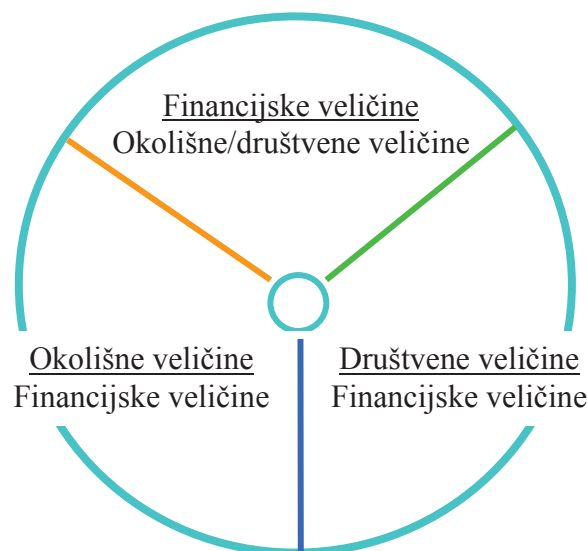 Financijske veličine
Okolišne/društvene veličine
Okolišne veličine
Financijske veličine
Društvene veličine
Financijske veličine